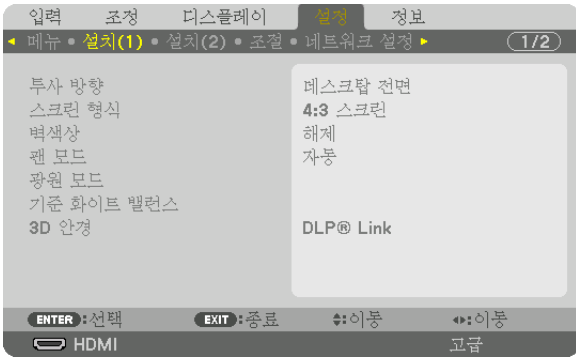 입력 조정 디스플레이 설정 정보
메뉴 • 설치(1) • 설치(2) • 조절 • 네트워크 설정 (1/2)
투사 방향 데스크탑 전면
스크린 형식 4:3 스크린
벽색상 해제
팬 모드 자동
광원 모드
기준 화이트 밸런스
3D 안경 DLP® Link
ENTER :선택 EXIT :종료 :이동 :이동
HDMI 고급